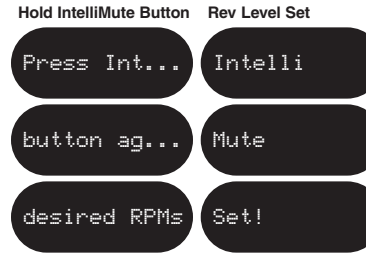 Hold IntelliMute Button
Press Int...
button ag...
desired RPMs
Rev Level Set
Intelli
Mute
Set!